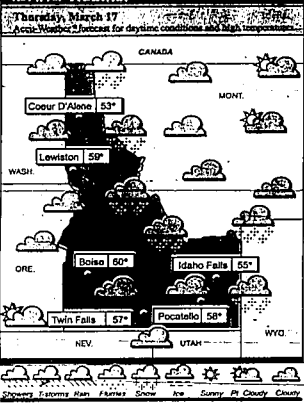 Thursday, March 17
Accu-Weather® forecast for daytime conditions and high temperatures
CANADA
MONT.
Coeur D'Alene 53°
Lewiston 59°
WASH.
Boise 60°
Idaho Falls 55°
ORE.
Twin Falls 57°
Pocatello 58°
WYO.
NEV.
UTAH
Showers T-storms Rain Flurries Snow Ice Sunny Pt. Cloudy Cloudy